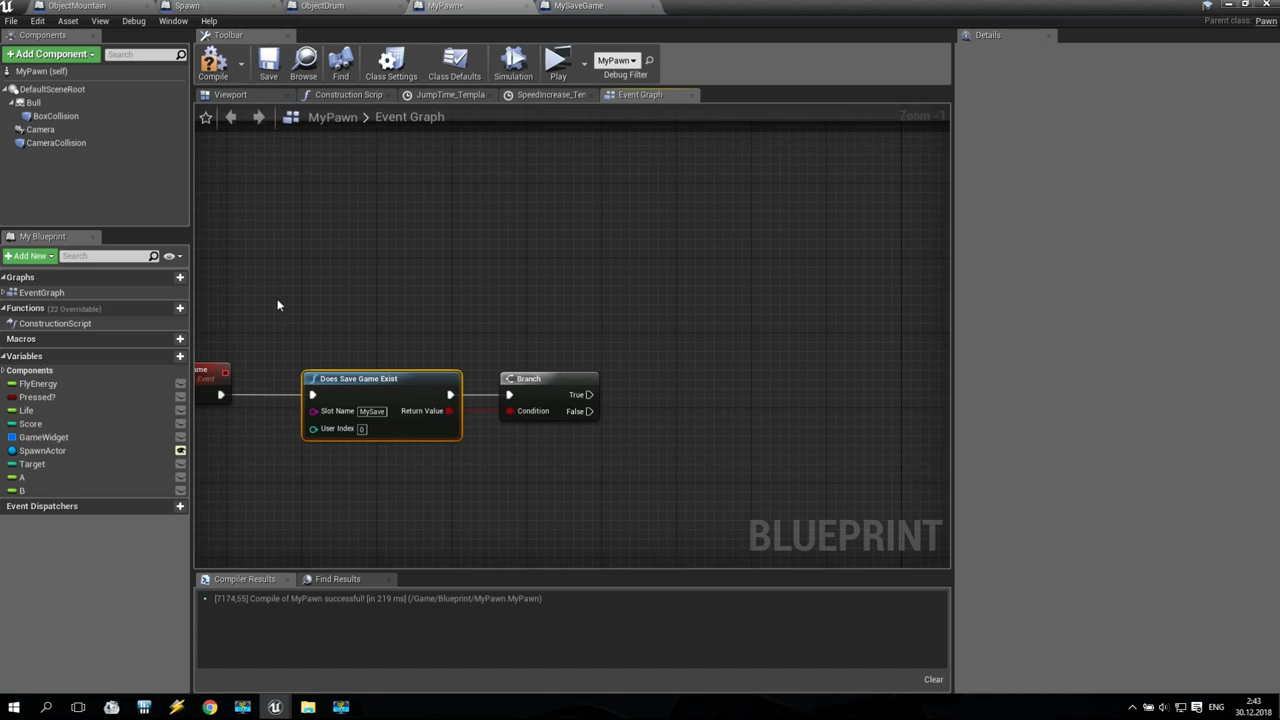 ObjectMountain
Spawn
ObjectDrum
MyPawn*
MySaveGame
File Edit Asset View Debug Window Help
Parent class: Pawn
Components
Toolbar
Details
+Add Component
Search
MyPawn (self)
DefaultSceneRoot
Bull
BoxCollision
Camera
CameraCollision
Compile
Save
Browse
Find
Class Settings
Class Defaults
Simulation
Play
MyPawn
Debug Filter
Viewport
Construction Scrip
JumpTime_Templa
SpeedIncrease_Ter
Event Graph
MyPawn > Event Graph
Zoom -1
My Blueprint
+Add New
Search
Graphs
EventGraph
Functions (22 Overridable)
ConstructionScript
Macros
Variables
Components
FlyEnergy
Pressed?
Life
Score
GameWidget
SpawnActor
Target
A
B
Event Dispatchers
ame
Event
Does Save Game Exist
Slot Name MySave
Return Value
User Index 0
Branch
True
Condition
False
BLUEPRINT
Compiler Results
Find Results
[7174,55] Compile of MyPawn successful! [in 219 ms] (/Game/Blueprint/MyPawn.MyPawn)
Clear
ENG
2:43
30.12.2018